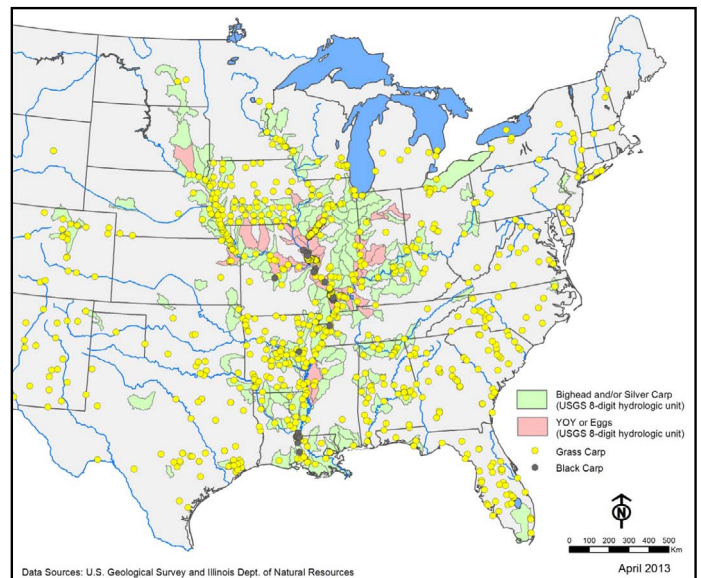 Bighead and/or Silver Carp
(USGS 8-digit hydrologic unit)
YOY or Eggs
(USGS 8-digit hydrologic unit)
Grass Carp
Black Carp
N
0 100 200 300 400 500
Km
Data Sources: U.S. Geological Survey and Illinois Dept. of Natural Resources
April 2013